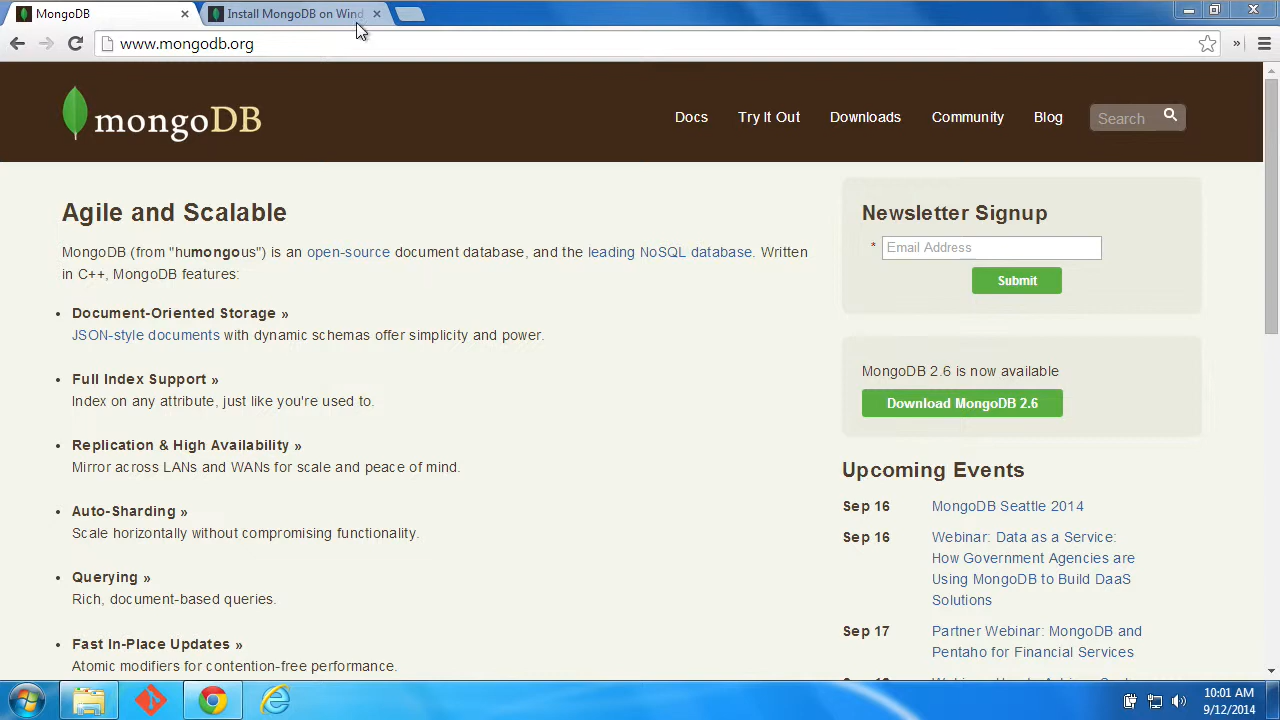 MongoDB
Install MongoDB on Wind
www.mongodb.org
mongoDB
Docs
Try It Out
Downloads
Community
Blog
Search
Agile and Scalable
MongoDB (from "humongous") is an open-source document database, and the leading NoSQL database. Written
in C++, MongoDB features:
Document-Oriented Storage »
JSON-style documents with dynamic schemas offer simplicity and power.
Full Index Support »
Index on any attribute, just like you're used to.
Replication & High Availability »
Mirror across LANs and WANs for scale and peace of mind.
Auto-Sharding »
Scale horizontally without compromising functionality.
Querying »
Rich, document-based queries.
Fast In-Place Updates »
Atomic modifiers for contention-free performance.
Newsletter Signup
* Email Address
Submit
MongoDB 2.6 is now available
Download MongoDB 2.6
Upcoming Events
Sep 16 MongoDB Seattle 2014
Sep 16 Webinar: Data as a Service:
How Government Agencies are
Using MongoDB to Build DaaS
Solutions
Sep 17 Partner Webinar: MongoDB and
Pentaho for Financial Services
10:01 AM
9/12/2014